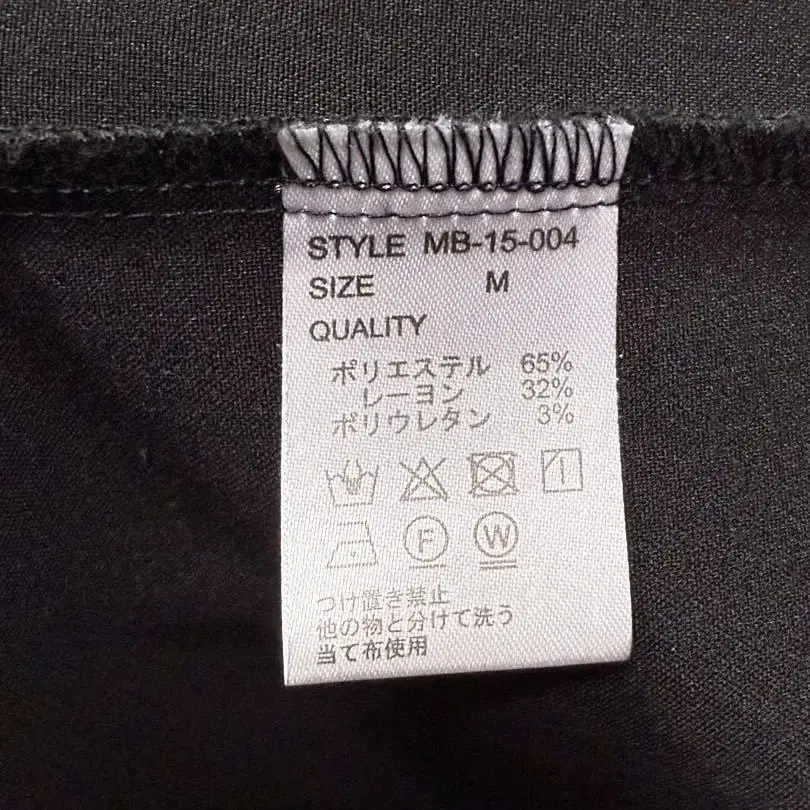 STYLE MB-15-004
SIZE M
QUALITY
ポリエステル 65%
レーヨン 32%
ポリウレタン 3%
F W
つけ置き禁止
他の物と分けて洗う
当て布使用